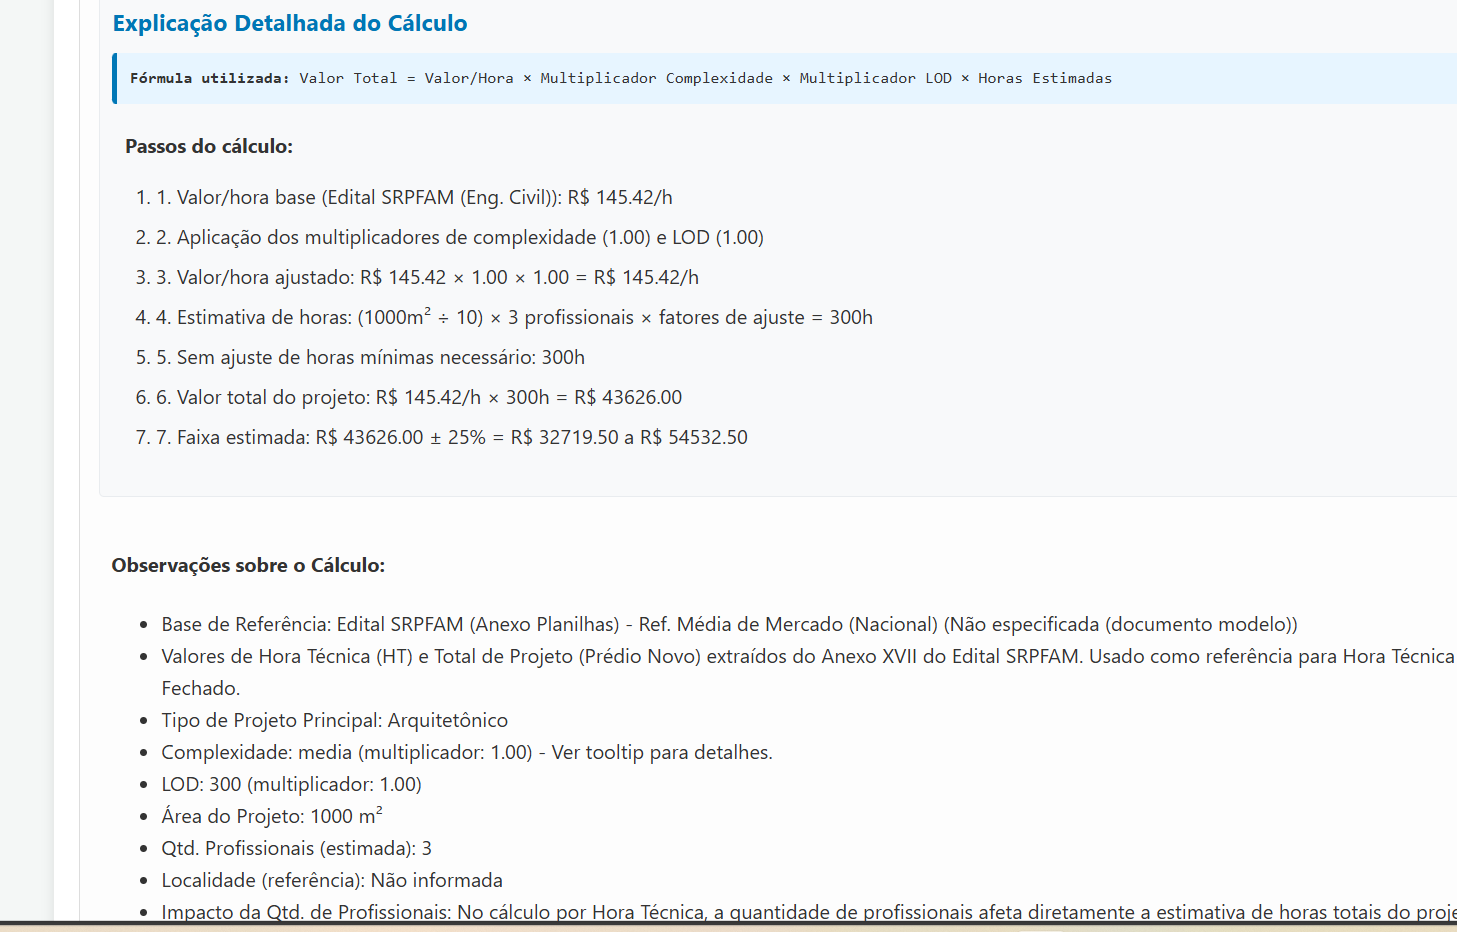 Explicação Detalhada do Cálculo
Fórmula utilizada: Valor Total = Valor/Hora × Multiplicador Complexidade × Multiplicador LOD × Horas Estimadas
Passos do cálculo:
1. 1. Valor/hora base (Edital SRPFAM (Eng. Civil)): R$ 145.42/h
2. 2. Aplicação dos multiplicadores de complexidade (1.00) e LOD (1.00)
3. 3. Valor/hora ajustado: R$ 145.42 × 1.00 × 1.00 = R$ 145.42/h
4. 4. Estimativa de horas: (1000m² ÷ 10) × 3 profissionais × fatores de ajuste = 300h
5. 5. Sem ajuste de horas mínimas necessário: 300h
6. 6. Valor total do projeto: R$ 145.42/h × 300h = R$ 43626.00
7. 7. Faixa estimada: R$ 43626.00 ± 25% = R$ 32719.50 a R$ 54532.50
Observações sobre o Cálculo:
• Base de Referência: Edital SRPFAM (Anexo Planilhas) - Ref. Média de Mercado (Nacional) (Não especificada (documento modelo))
• Valores de Hora Técnica (HT) e Total de Projeto (Prédio Novo) extraídos do Anexo XVII do Edital SRPFAM. Usado como referência para Hora Técnica
Fechado.
• Tipo de Projeto Principal: Arquitetônico
• Complexidade: media (multiplicador: 1.00) - Ver tooltip para detalhes.
• LOD: 300 (multiplicador: 1.00)
• Área do Projeto: 1000 m²
• Qtd. Profissionais (estimada): 3
• Localidade (referência): Não informada
• Impacto da Qtd. de Profissionais: No cálculo por Hora Técnica, a quantidade de profissionais afeta diretamente a estimativa de horas totais do proje